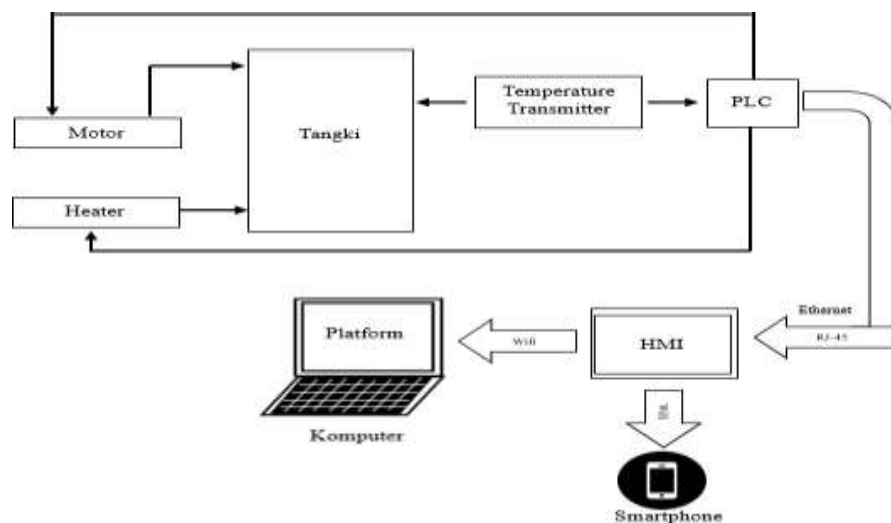 Temperature
Transmitter
PLC
Motor
Tangki
Heater
Ethernet
RJ-45
Platform
Wifi
HMI
Komputer
Smartphone